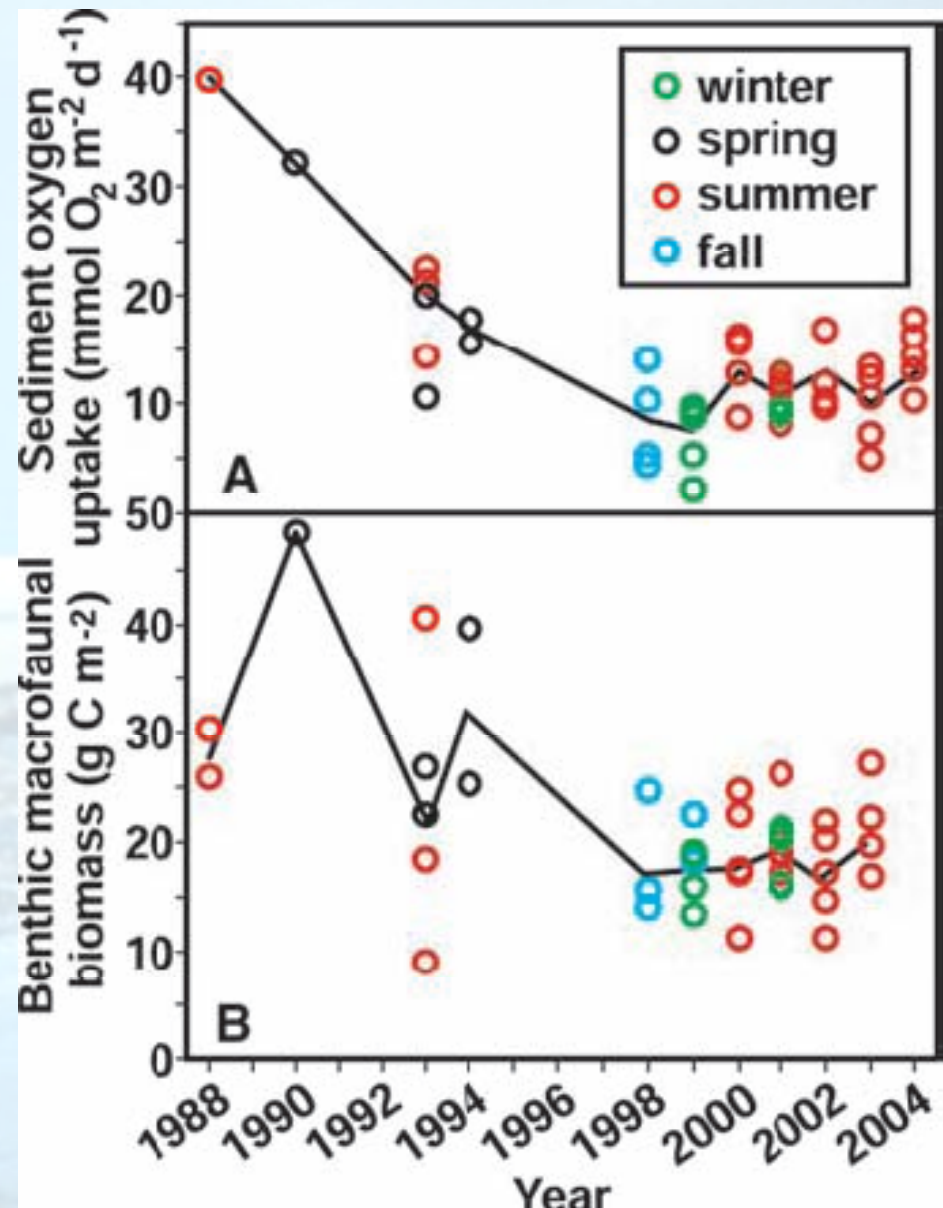 Sediment oxygen
uptake (mmol O₂ m⁻² d⁻¹)
40
30
20
10
winter
spring
summer
fall
A
Benthic macrofaunal
biomass (g C m⁻²)
50
40
30
20
10
0
B
1988
1990
1992
1994
1996
1998
2000
2002
2004
Year